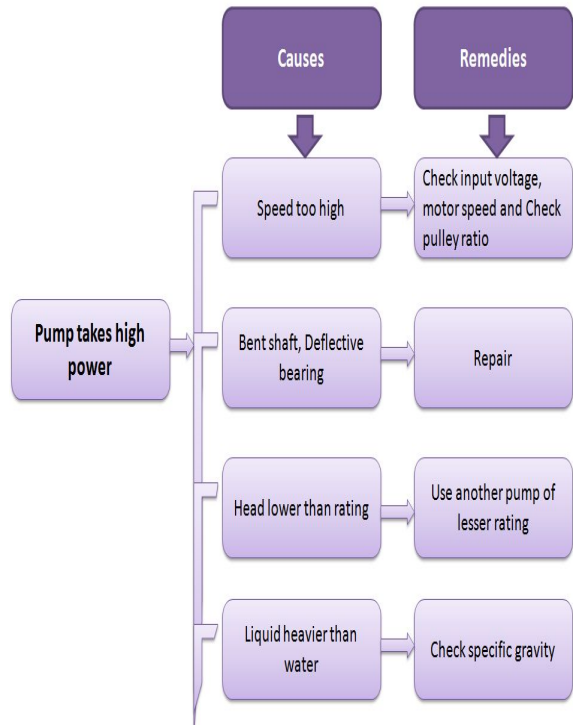 Causes
Remedies
Speed too high
Check input voltage,
motor speed and Check
pulley ratio
Pump takes high
power
Bent shaft, Deflective
bearing
Repair
Head lower than rating
Use another pump of
lesser rating
Liquid heavier than
water
Check specific gravity